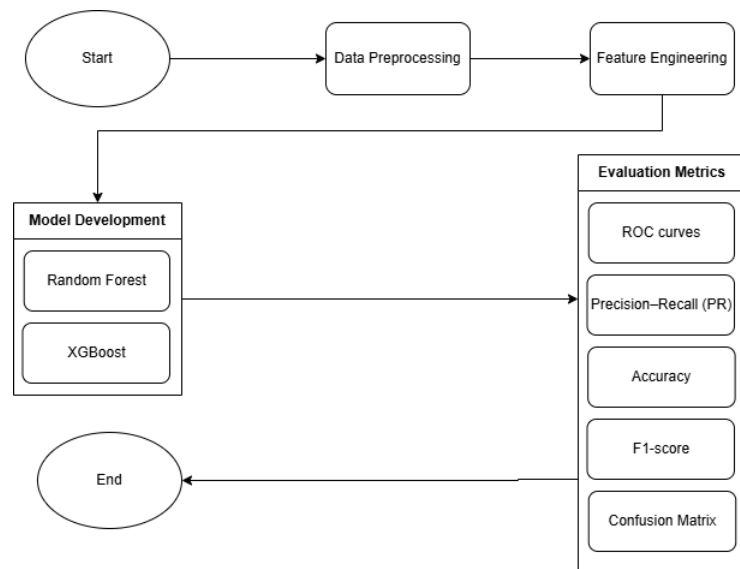 Start
Data Preprocessing
Feature Engineering
Model Development
Random Forest
XGBoost
Evaluation Metrics
ROC curves
Precision–Recall (PR)
Accuracy
F1-score
Confusion Matrix
End